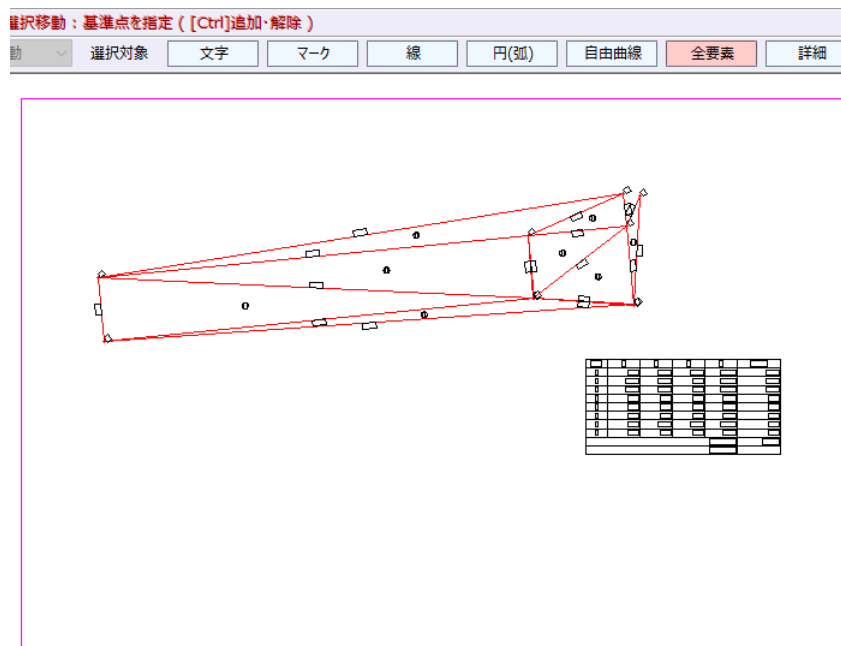 選択移動：基準点を指定 ( [Ctrl]追加･解除 )
動 選択対象 文字 マーク 線 円(弧) 自由曲線 全要素 詳細